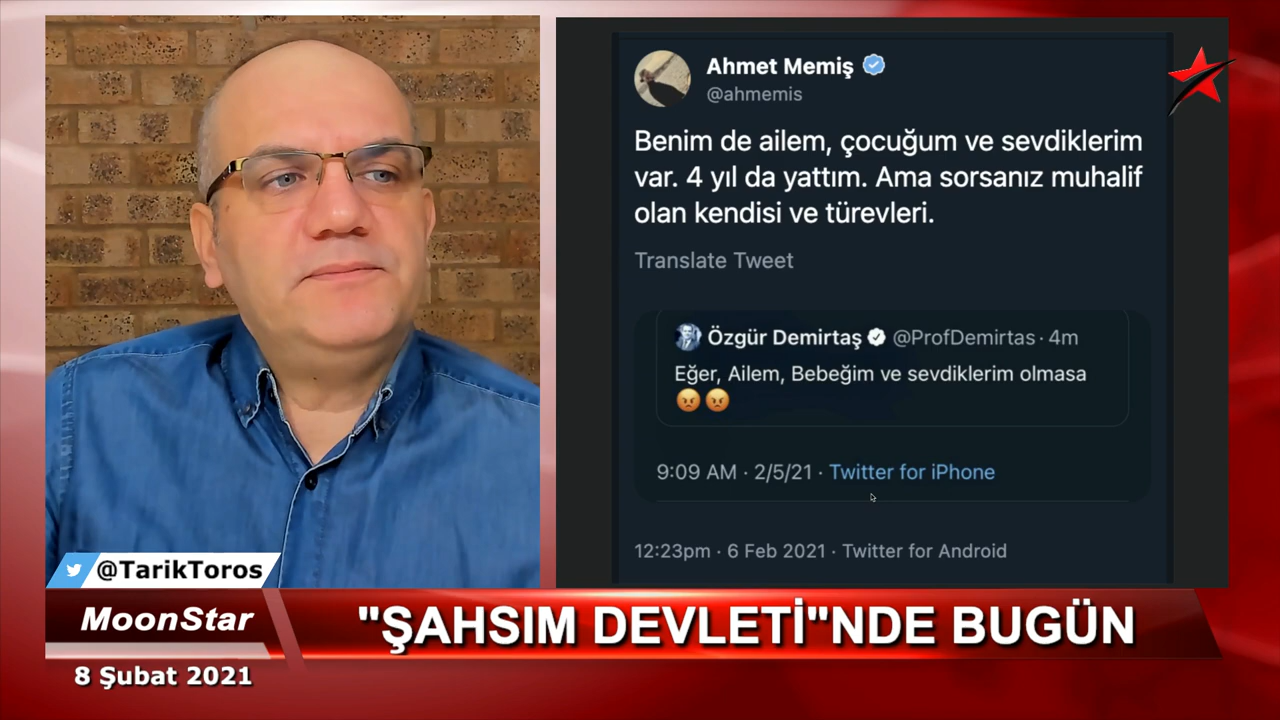 Ahmet Memiş
@ahmemis
Benim de ailem, çocuğum ve sevdiklerim
var. 4 yıl da yattım. Ama sorsanız muhalif
olan kendisi ve türevleri.
Translate Tweet
Özgür Demirtaş @ProfDemirtas · 4m
Eğer, Ailem, Bebeğim ve sevdiklerim olmasa
😡😡
9:09 AM · 2/5/21 · Twitter for iPhone
12:23pm · 6 Feb 2021 · Twitter for Android
@TarikToros
MoonStar
"ŞAHSIM DEVLETİ"NDE BUGÜN
8 Şubat 2021